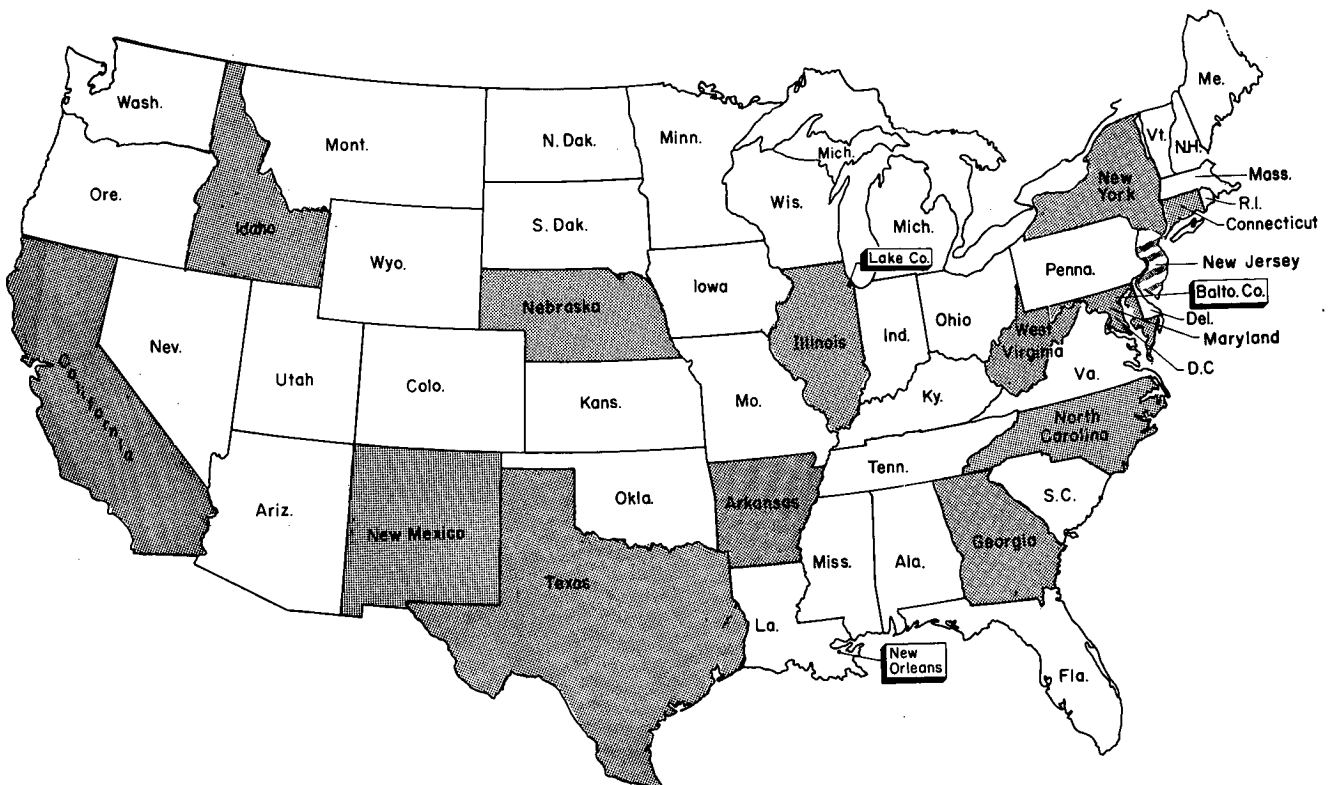 Wash.
Mont.
N. Dak.
Minn.
Mich.
Me.
Vt.
NH.
Ore.
Idaho
Wyo.
S. Dak.
Wis.
Mich.
New
York
Mass.
R.I.
Connecticut
Lake Co.
Penna.
New Jersey
Balto. Co.
Del.
Maryland
D.C
Nebraska
Iowa
Illinois
Ind.
Ohio
West
Virginia
Va.
California
Nev.
Utah
Colo.
Kans.
Mo.
Ky.
North
Carolina
Tenn.
S.C.
Ariz.
New Mexico
Okla.
Arkansas
Georgia
Texas
Miss.
Ala.
La.
New
Orleans
Fla.